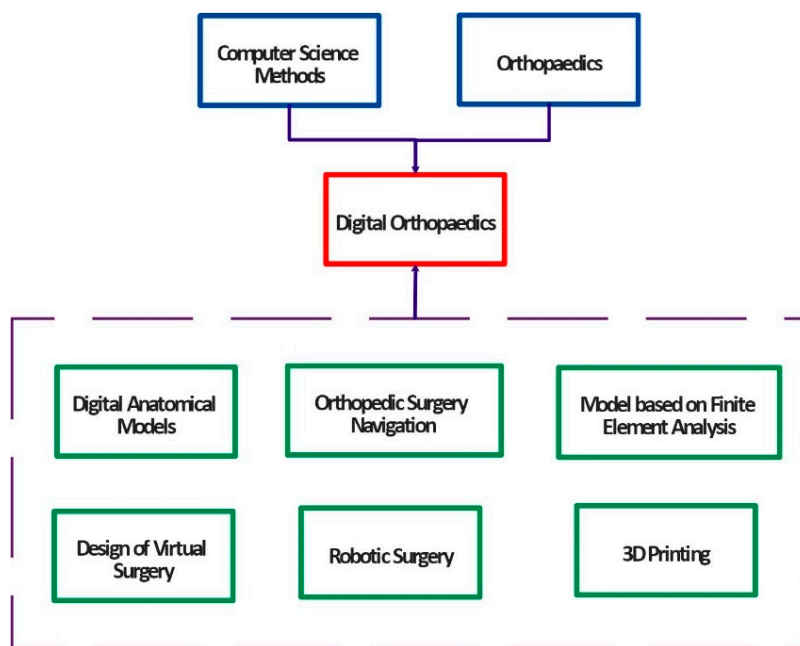 Computer Science
Methods
Orthopaedics
Digital Orthopaedics
Digital Anatomical
Models
Orthopedic Surgery
Navigation
Model based on Finite
Element Analysis
Design of Virtual
Surgery
Robotic Surgery
3D Printing